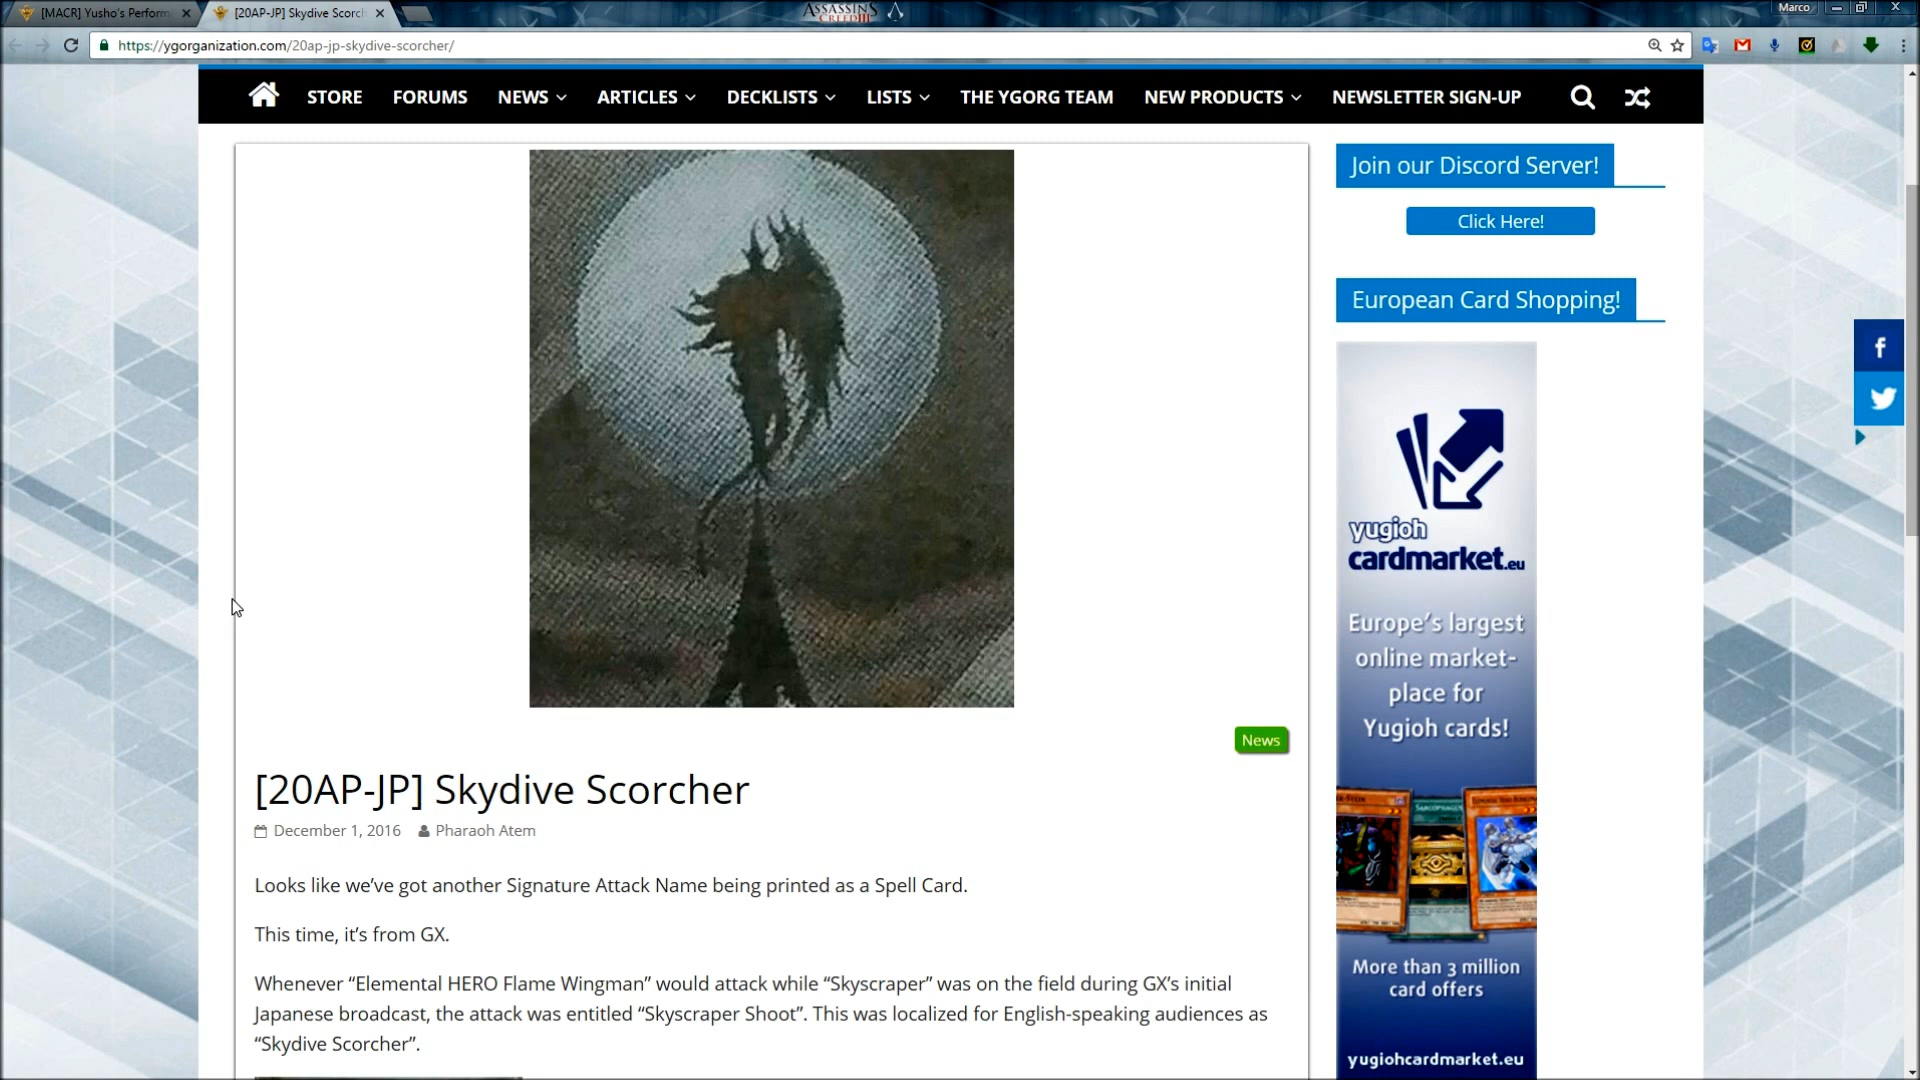 [MACR] Yusho's Perform
[20AP-JP] Skydive Scorch
ASSASSIN'S
CREED III
Marco
https://ygorganization.com/20ap-jp-skydive-scorcher/
STORE FORUMS NEWS ARTICLES DECKLISTS LISTS THE YGORG TEAM NEW PRODUCTS NEWSLETTER SIGN-UP
Join our Discord Server!
Click Here!
European Card Shopping!
f
yugioh
cardmarket.eu
Europe's largest
online market-
place for
Yugioh cards!
More than 3 million
card offers
yugiohcardmarket.eu
News
[20AP-JP] Skydive Scorcher
December 1, 2016 Pharaoh Atem
Looks like we’ve got another Signature Attack Name being printed as a Spell Card.
This time, it’s from GX.
Whenever “Elemental HERO Flame Wingman” would attack while “Skyscraper” was on the field during GX’s initial
Japanese broadcast, the attack was entitled “Skyscraper Shoot”. This was localized for English-speaking audiences as
“Skydive Scorcher”.